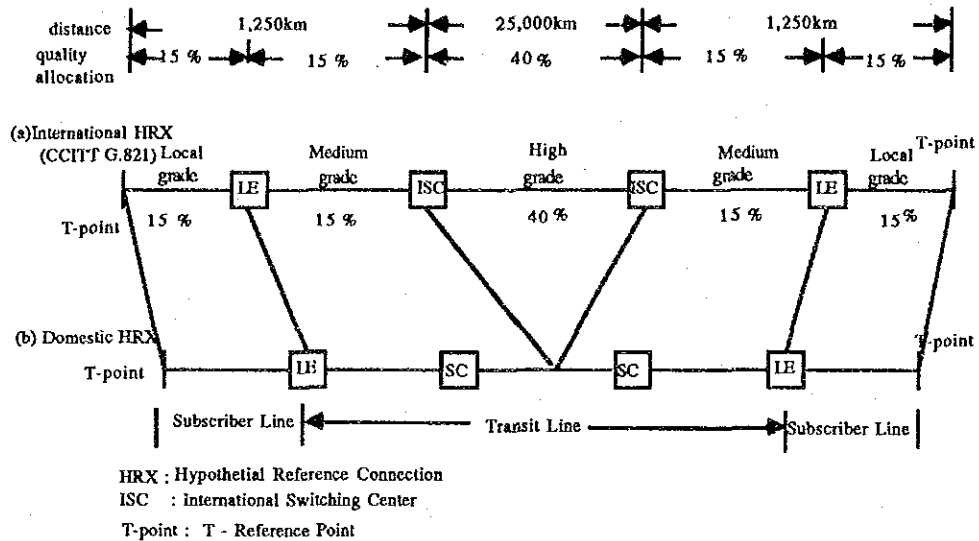 distance 1,250km 25,000km 1,250km
quality allocation 15 % 15 % 40 % 15 % 15 %
(a)International HRX
(CCITT G.821)
Local grade Medium grade High grade Medium grade Local grade T-point
LE ISC ISC LE
T-point 15 % 15 % 40 % 15 % 15 %
(b) Domestic HRX T-point
T-point LE SC SC LE
Subscriber Line Transit Line Subscriber Line
HRX : Hypothetial Reference Connection
ISC : International Switching Center
T-point : T - Reference Point